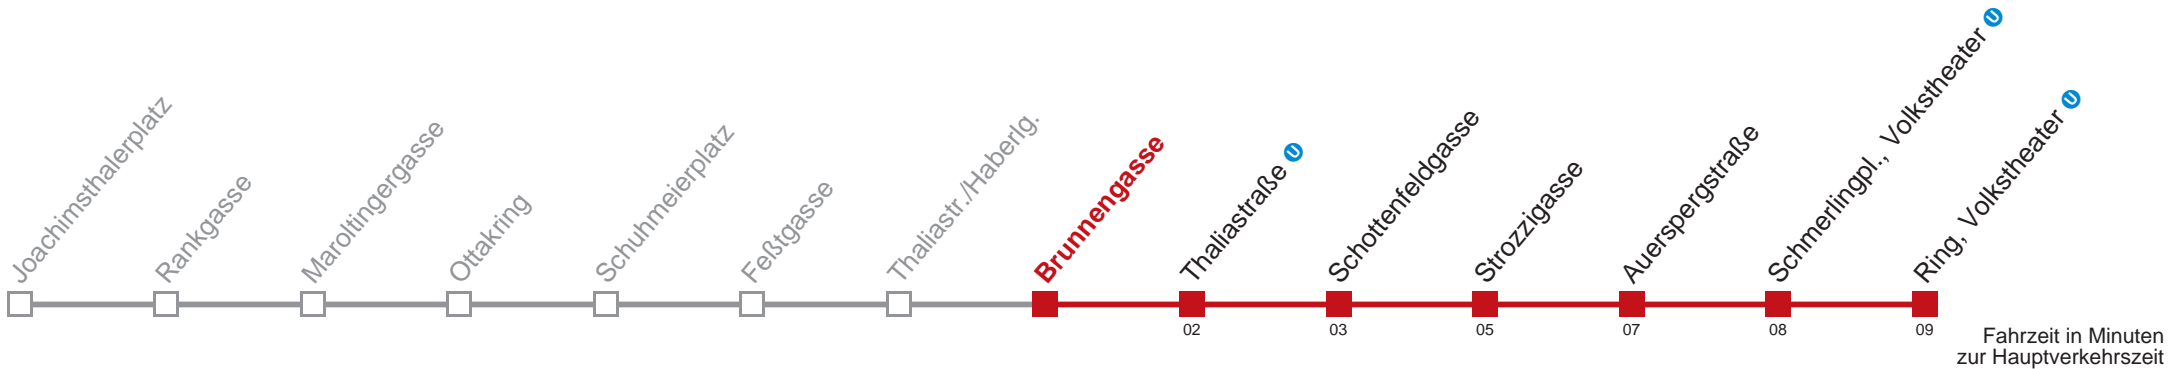 Joachimsthalerplatz
Rankgasse
Maroltingergasse
Ottakring
Schuhmeierplatz
Feßtgasse
Thaliastr./Haberlg.
Brunnengasse
Thaliastraße U
Schottenfeldgasse
Strozzigasse
Auerspergstraße
Schmerlingpl., Volkstheater U
Ring, Volkstheater U
02
03
05
07
08
09
Fahrzeit in Minuten
zur Hauptverkehrszeit